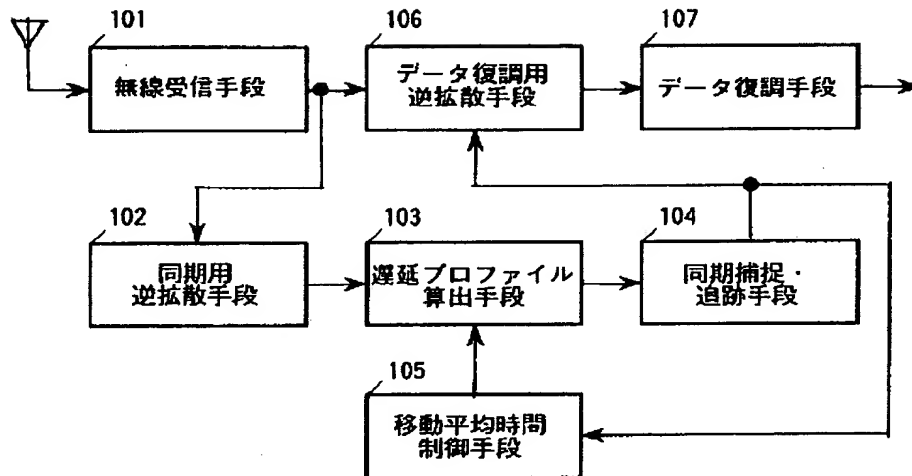 101
無線受信手段
106
データ復調用
逆拡散手段
107
データ復調手段
102
同期用
逆拡散手段
103
遅延プロファイル
算出手段
104
同期捕捉・
追跡手段
105
移動平均時間
制御手段